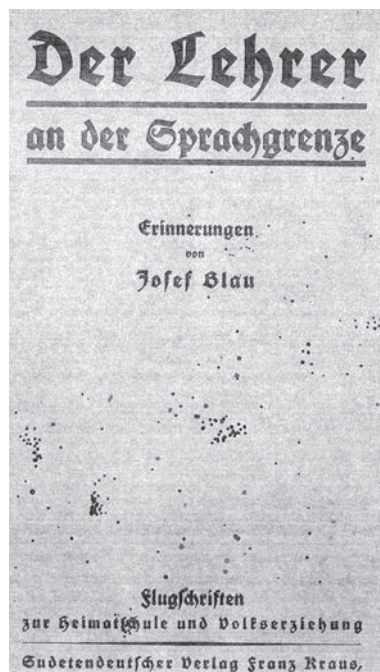 Der Lehrer
an der Sprachgrenze
Erinnerungen
von
Josef Blau
Flugschriften
zur Heimatschule und Volkserziehung
Sudetendeutscher Verlag Franz Kraus,